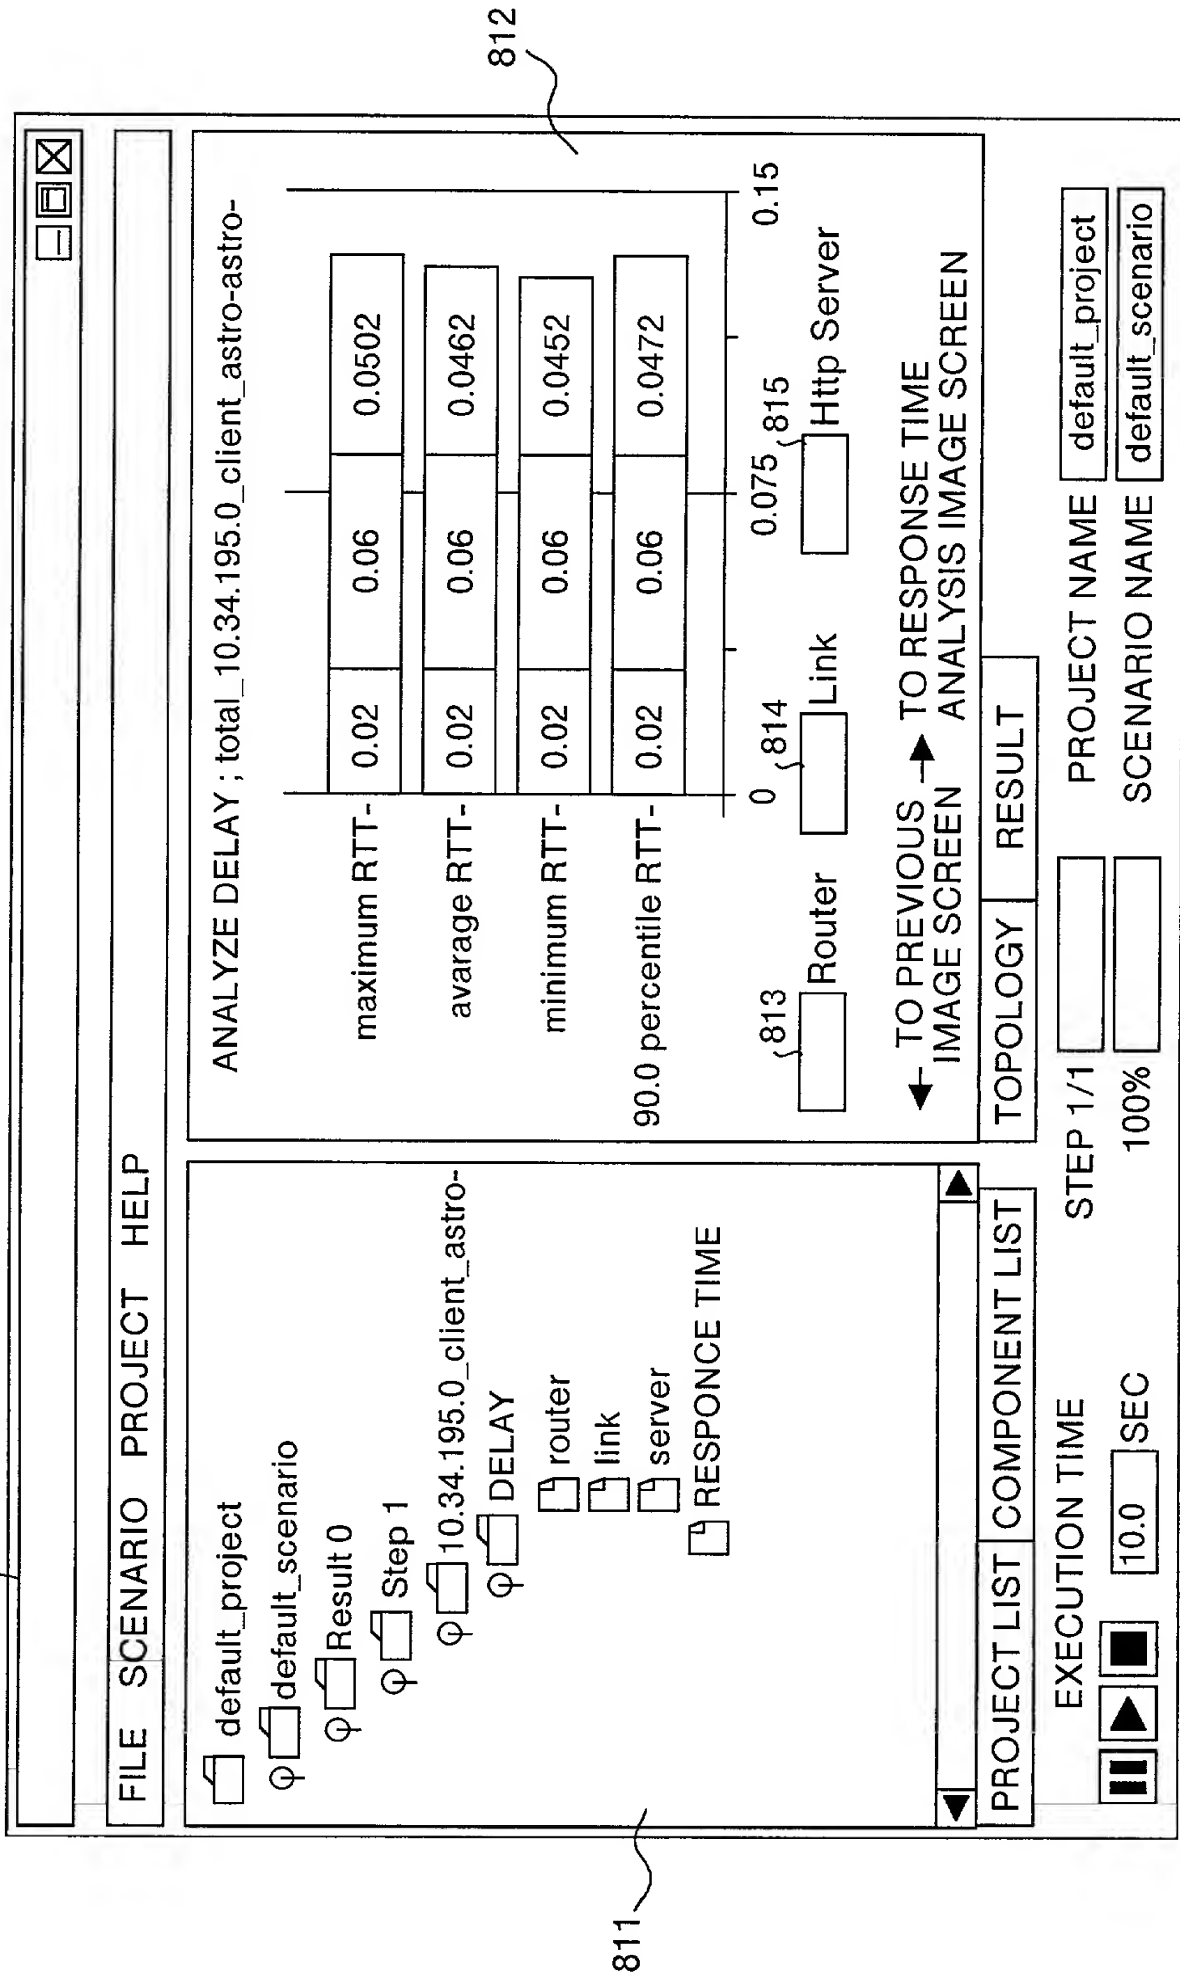 812
FILE SCENARIO PROJECT HELP
default_project
default_scenario
Result 0
Step 1
10.34.195.0_client_astro-
DELAY
router
link
server
RESPONCE TIME
811
PROJECT LIST COMPONENT LIST
ANALYZE DELAY ; total_10.34.195.0_client_astro-astro-
maximum RTT- 0.02 0.06 0.0502
avarage RTT- 0.02 0.06 0.0462
minimum RTT- 0.02 0.06 0.0452
90.0 percentile RTT- 0.02 0.06 0.0472
0 0.075 0.15
813 814 815
Router Link Http Server
TO PREVIOUS TO RESPONSE TIME
IMAGE SCREEN ANALYSIS IMAGE SCREEN
TOPOLOGY RESULT
EXECUTION TIME STEP 1/1 PROJECT NAME default_project
10.0 SEC 100% SCENARIO NAME default_scenario